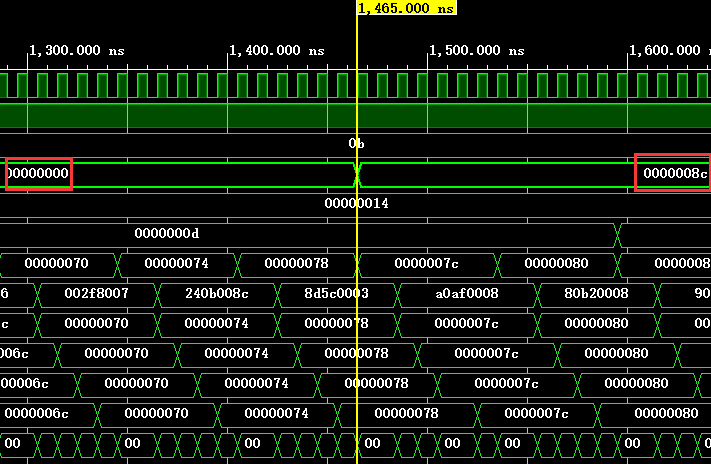 1,465.000 ns
1,300.000 ns 1,400.000 ns 1,500.000 ns 1,600.000 ns
0b
00000000 0000008c
00000014
0000000d
00000070 00000074 00000078 0000007c 00000080 0000008
6 002f8007 240b008c 8d5c0003 a0af0008 80b20008 90
c 00000070 00000074 00000078 0000007c 00000080 00
006c 00000070 00000074 00000078 0000007c 00000080
00006c 00000070 00000074 00000078 0000007c 00000080
0000006c 00000070 00000074 00000078 0000007c 00000080
00 00 00 00 00 00 00 00